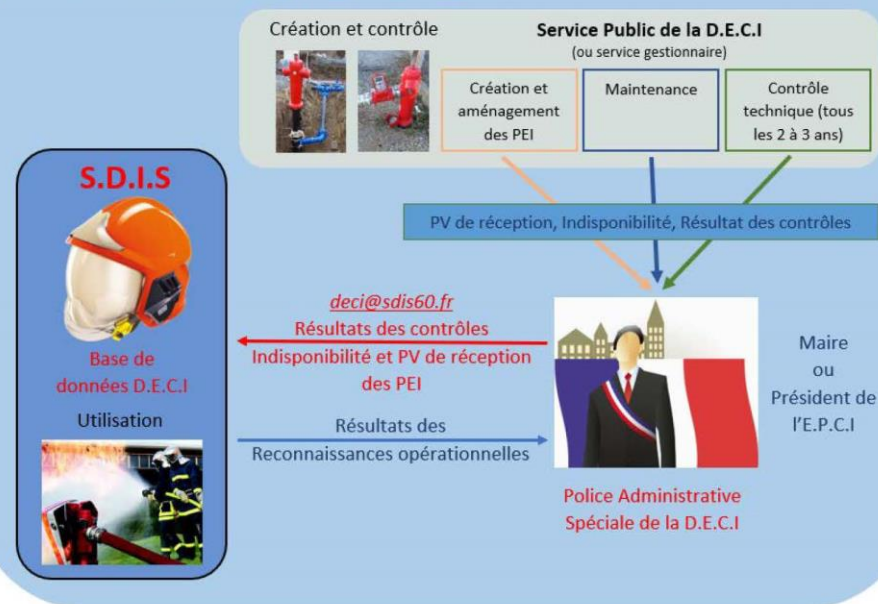 Création et contrôle
Service Public de la D.E.C.I
(ou service gestionnaire)
Création et
aménagement
des PEI
Maintenance
Contrôle
technique (tous
les 2 à 3 ans)
PV de réception, Indisponibilité, Résultat des contrôles
S.D.I.S
Base de
données D.E.C.I
Utilisation
deci@sdis60.fr
Résultats des contrôles
Indisponibilité et PV de réception
des PEI
Résultats des
Reconnaissances opérationnelles
Maire
ou
Président de
l'E.P.C.I
Police Administrative
Spéciale de la D.E.C.I